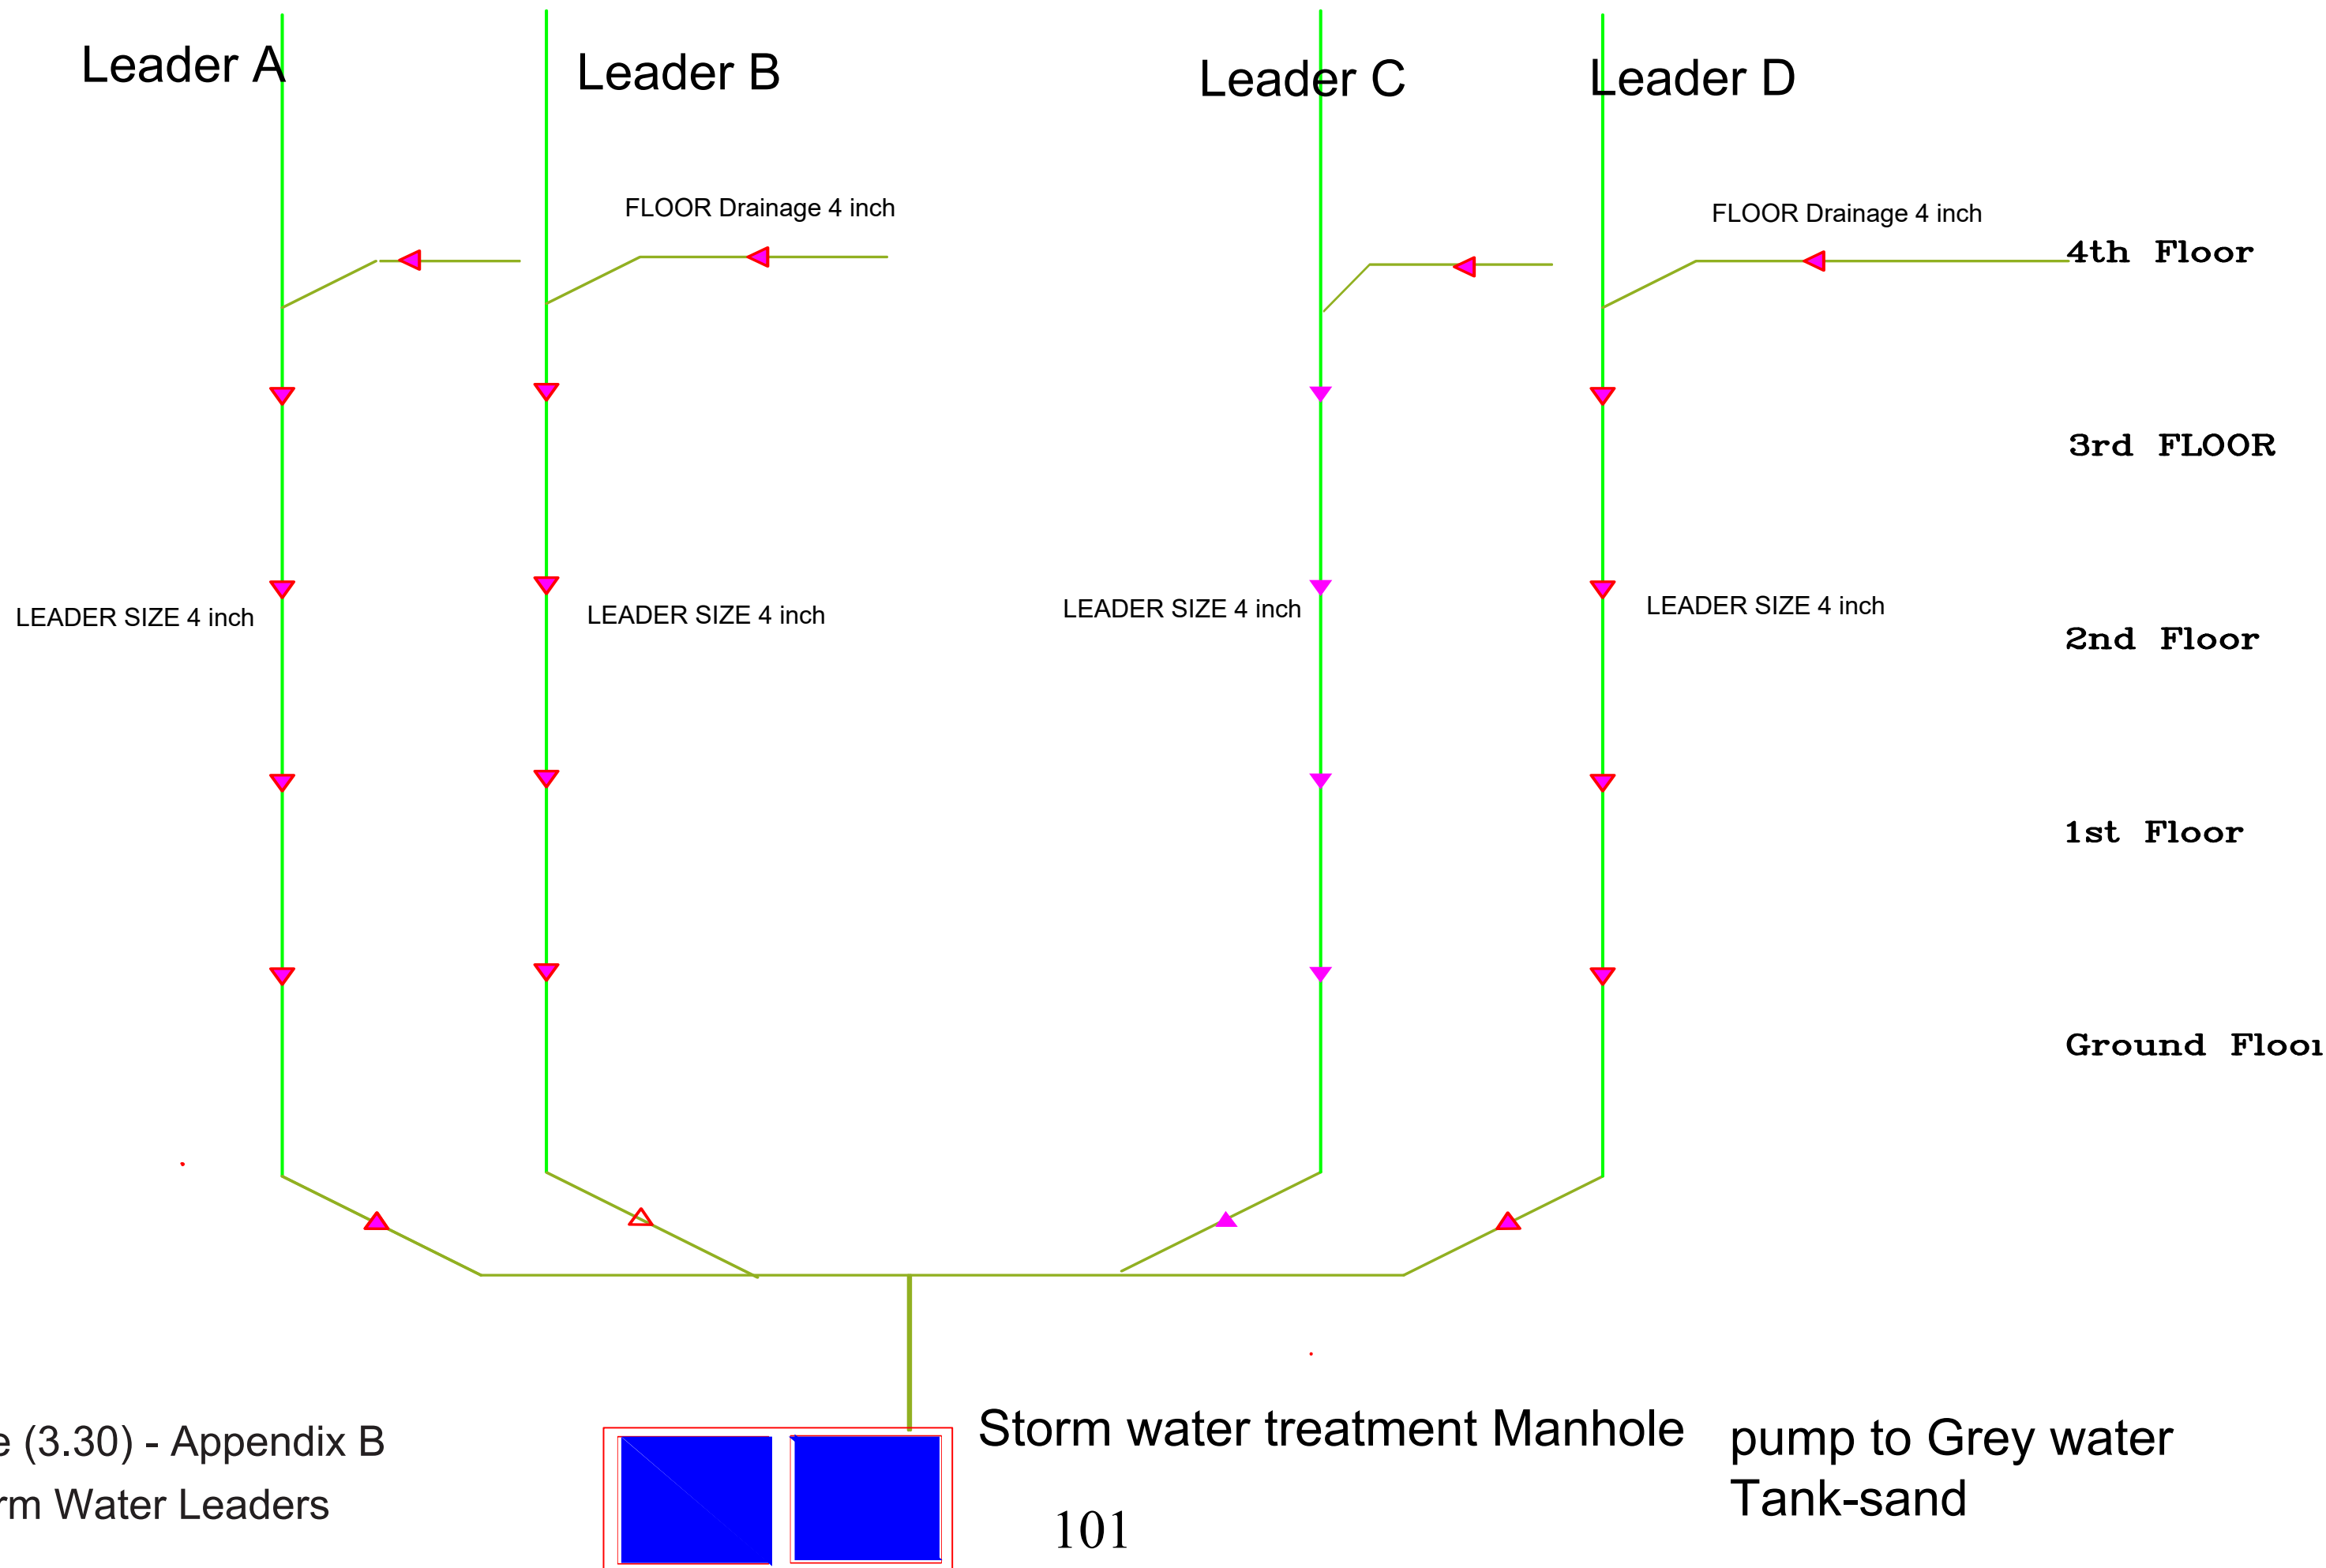 Leader A
Leader B
Leader C
Leader D
FLOOR Drainage 4 inch
FLOOR Drainage 4 inch
4th Floor
3rd FLOOR
LEADER SIZE 4 inch
LEADER SIZE 4 inch
LEADER SIZE 4 inch
LEADER SIZE 4 inch
2nd Floor
1st Floor
Ground Floor
Storm water treatment Manhole
pump to Grey water
Tank-sand
e (3.30) - Appendix B
rm Water Leaders
101